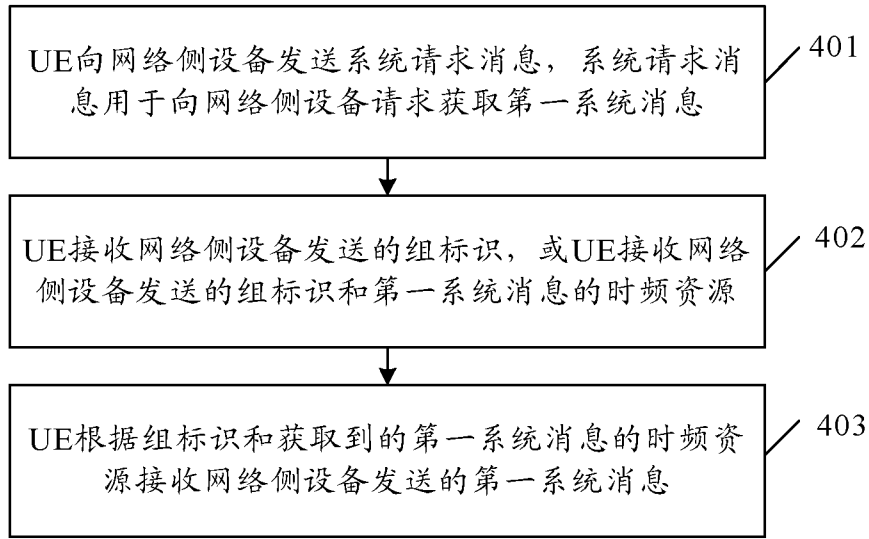 UE向网络侧设备发送系统请求消息，系统请求消
息用于向网络侧设备请求获取第一系统消息
401
UE接收网络侧设备发送的组标识，或UE接收网络
侧设备发送的组标识和第一系统消息的时频资源
402
UE根据组标识和获取到的第一系统消息的时频资
源接收网络侧设备发送的第一系统消息
403